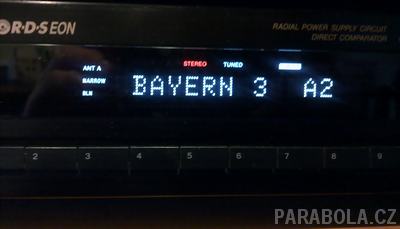 R·D·S EON
RADIAL POWER SUPPLY CIRCUIT
DIRECT COMPARATOR
ANT A
STEREO
TUNED
NARROW
BLN
BAYERN 3 A2
2 3 4 5 6 7 8 9
PARABOLA.CZ